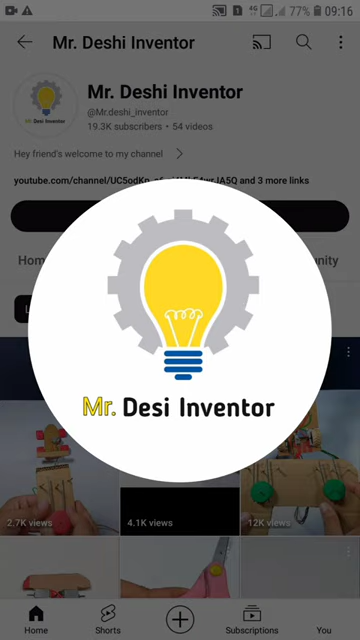 77% 09:16
Mr. Deshi Inventor
Mr. Deshi Inventor
@Mr.deshi_inventor
19.3K subscribers • 54 videos
Hey friend's welcome to my channel
and 3 more links
Mr. Desi Inventor
2.7K views
4.1K views
12K views
Home
Shorts
Subscriptions
You